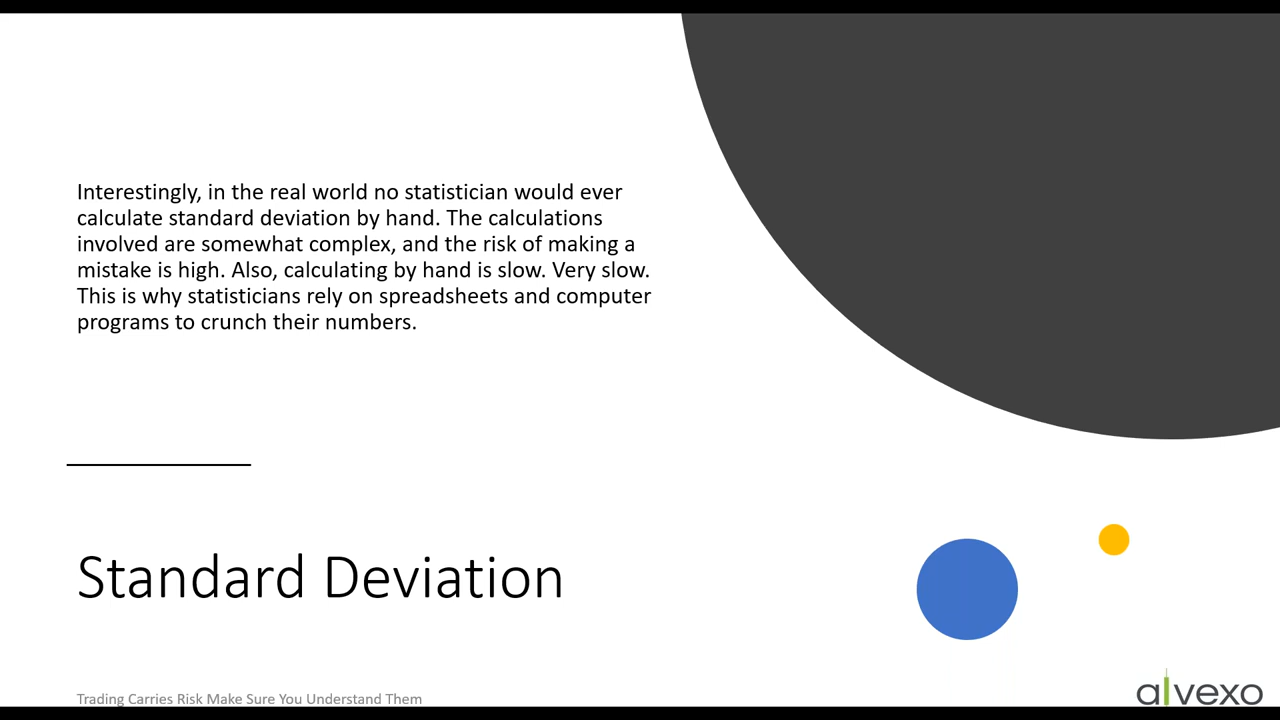 Interestingly, in the real world no statistician would ever
calculate standard deviation by hand. The calculations
involved are somewhat complex, and the risk of making a
mistake is high. Also, calculating by hand is slow. Very slow.
This is why statisticians rely on spreadsheets and computer
programs to crunch their numbers.
Standard Deviation
Trading Carries Risk Make Sure You Understand Them
alvexo